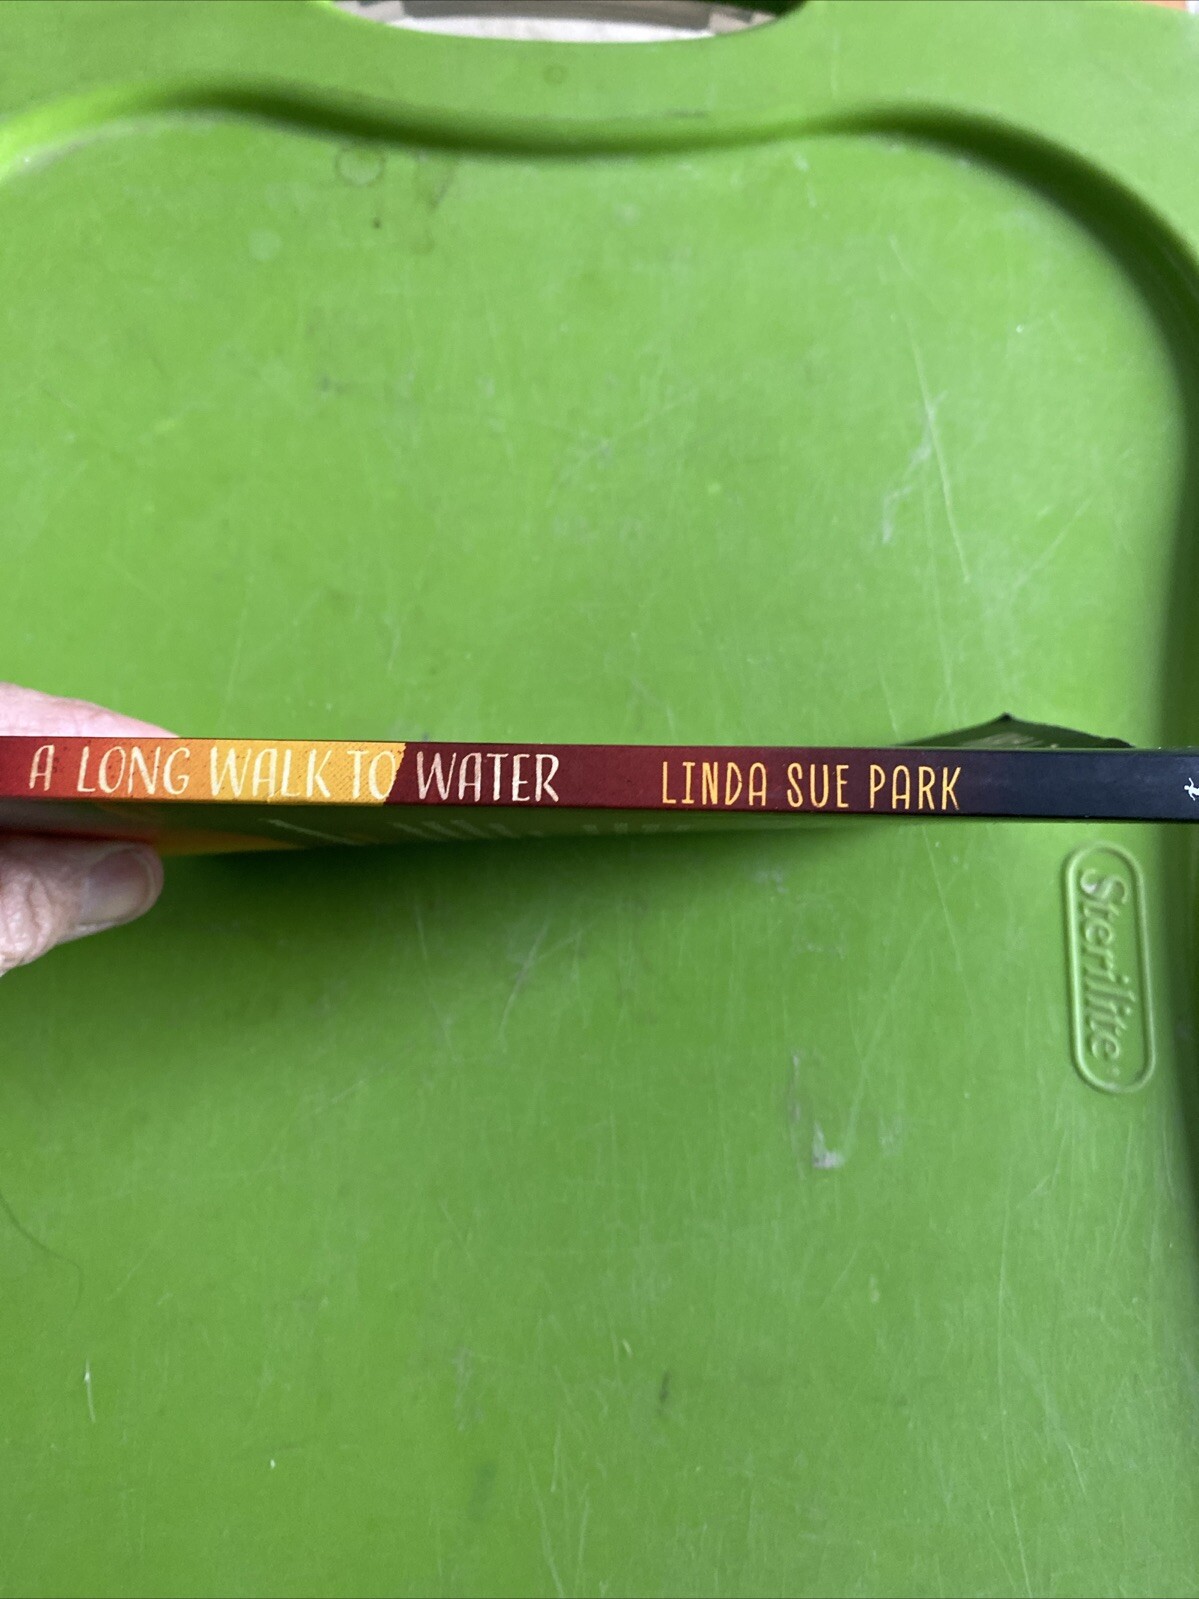 A LONG WALK TO WATER LINDA SUE PARK
Sterilite